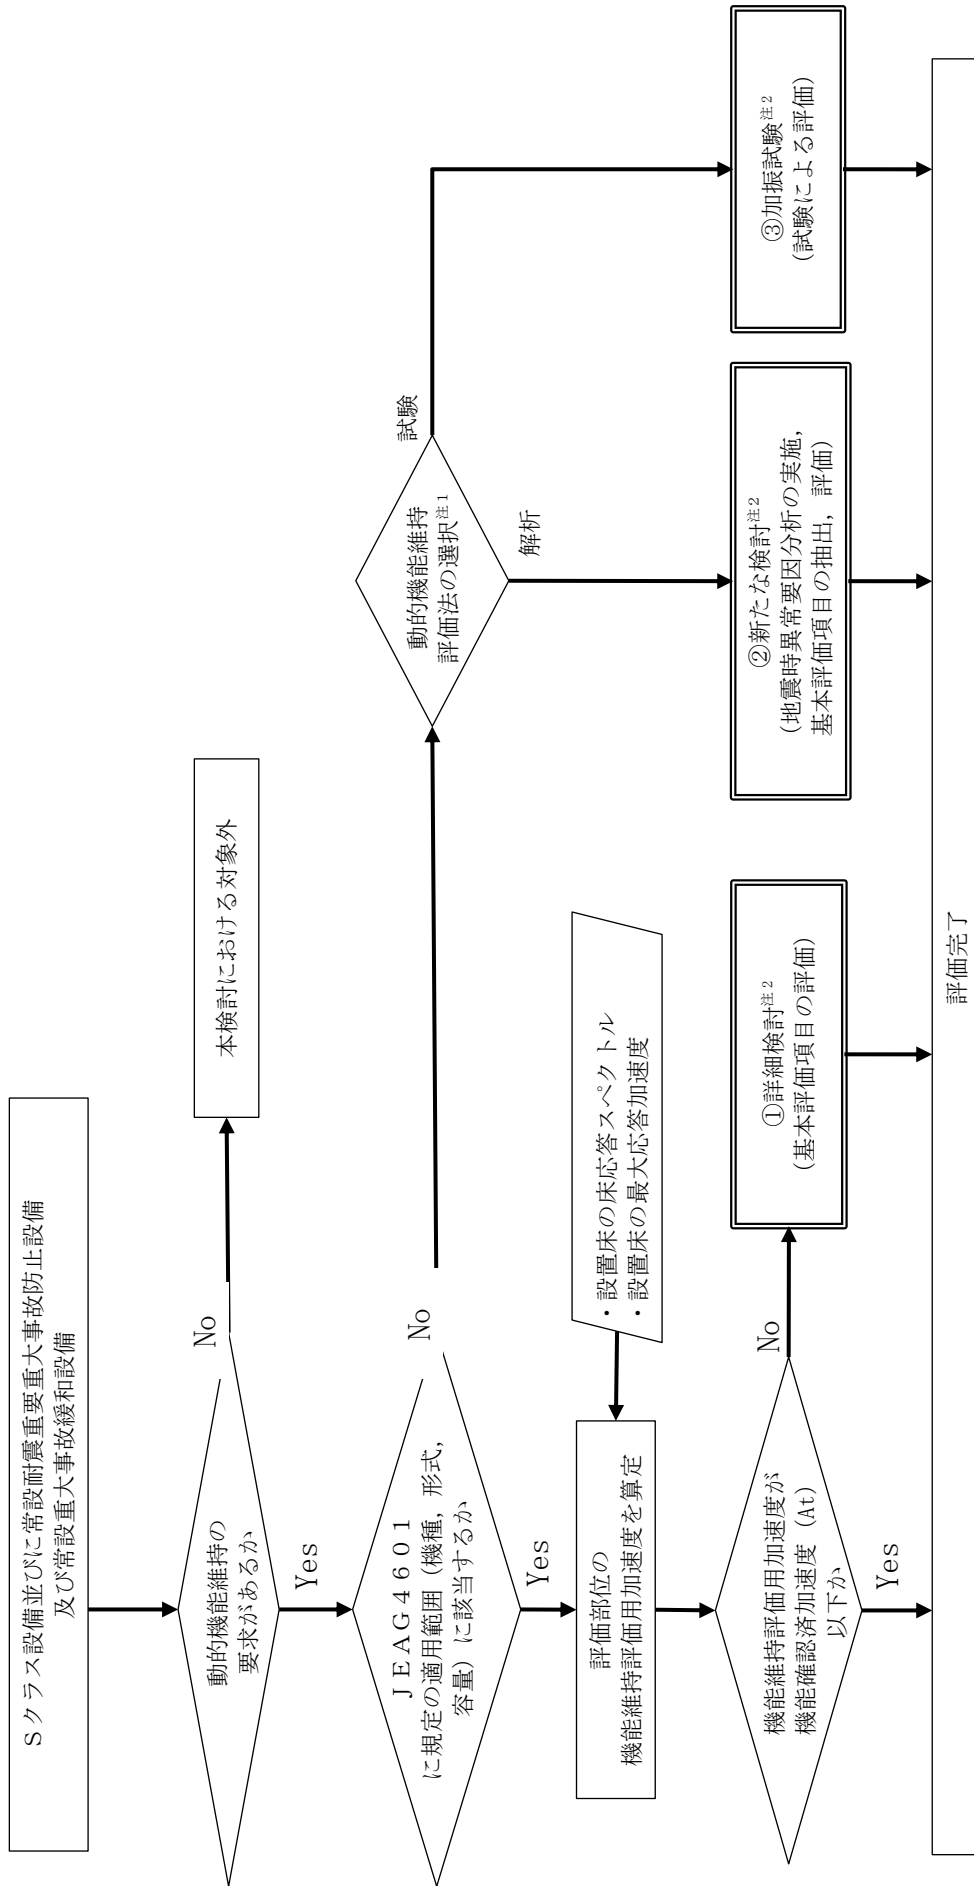 Ｓクラス設備並びに常設耐震重要重大事故防止設備
及び常設重大事故緩和設備
動的機能維持の
要求があるか
No
本検討における対象外
Yes
ＪＥＡＧ４６０１
に規定の適用範囲（機種，形式，
容量）に該当するか
No
動的機能維持
評価法の選択注1
試験
解析
Yes
評価部位の
機能維持評価用加速度を算定
・設置床の床応答スペクトル
・設置床の最大応答加速度
機能維持評価用加速度が
機能確認済加速度（At）
以下か
No
Yes
①詳細検討注2
(基本評価項目の評価)
②新たな検討注2
(地震時異常要因分析の実施，
基本評価項目の抽出，評価)
③加振試験注2
(試験による評価)
評価完了